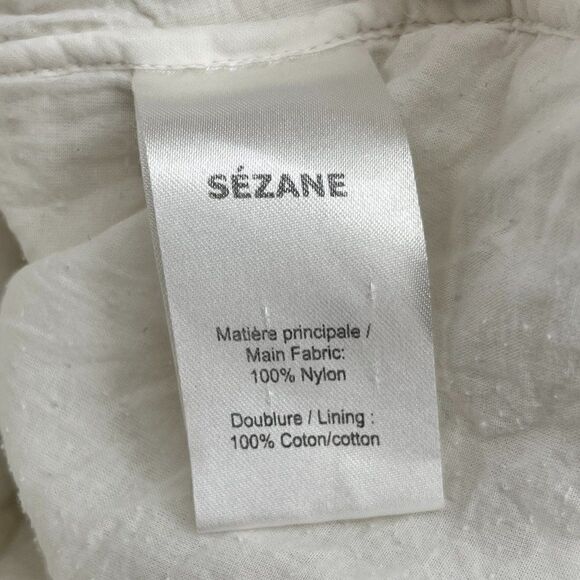 SÉZANE
Matière principale /
Main Fabric:
100% Nylon
Doublure / Lining :
100% Coton/cotton